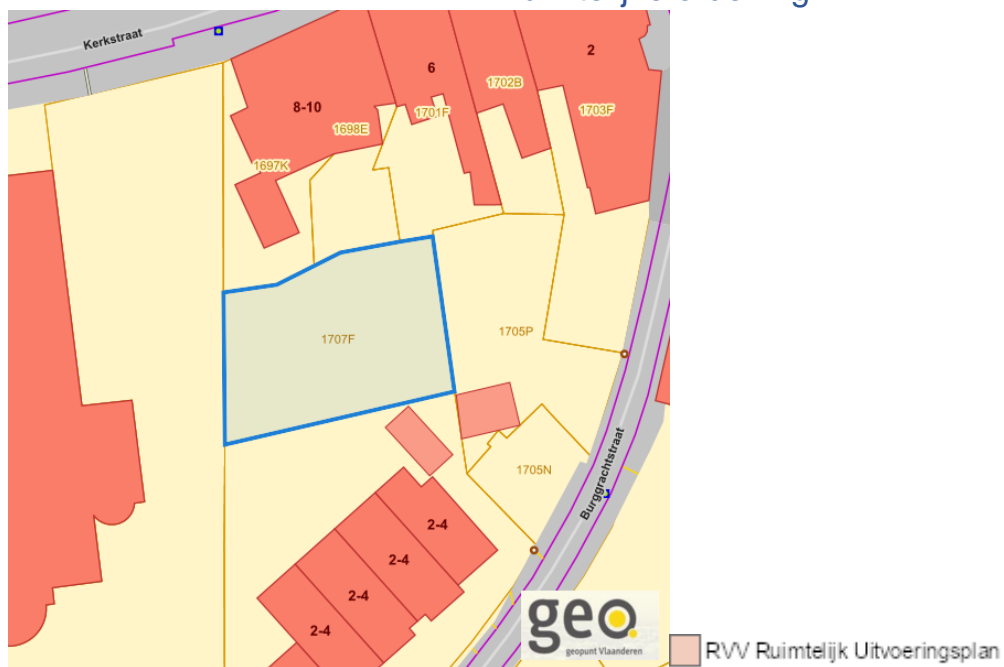 Kerkstraat
2
6
1702B
8-10
1701F
1703F
1698E
1697K
1707F
1705P
1705N
Burggrachtstraat
2-4
2-4
2-4
2-4
geo.
geopunt Vlaanderen
RVV Ruimtelijk Uitvoeringsplan